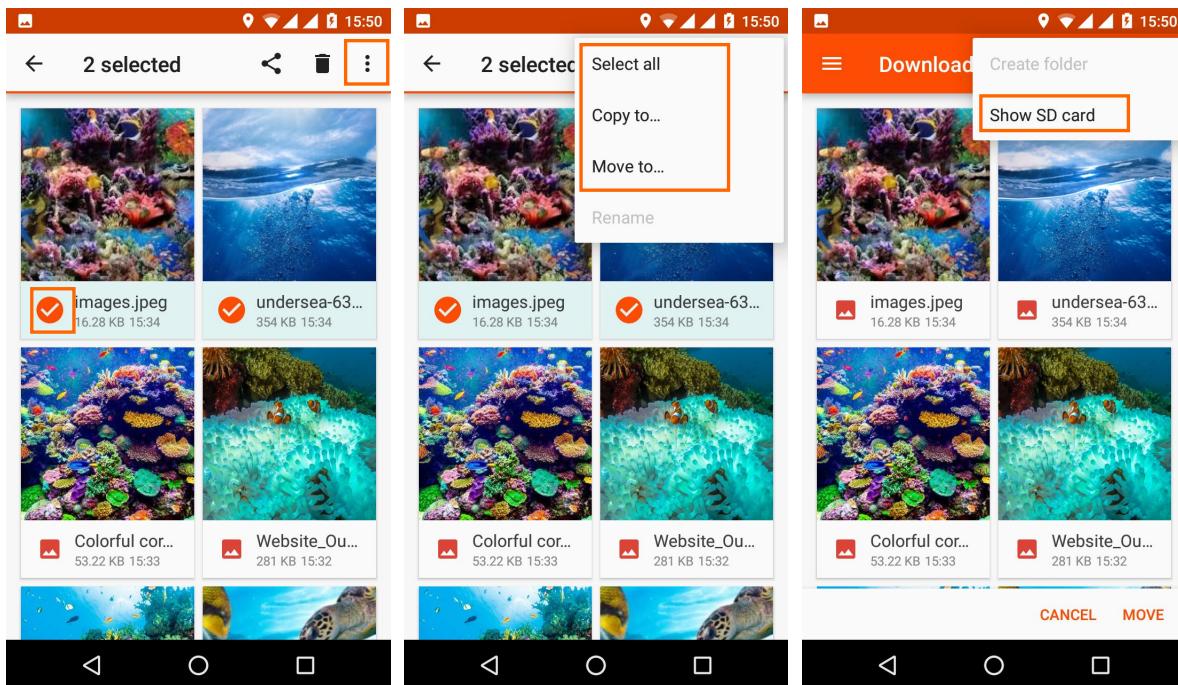 15:50
2 selected
images.jpeg
16.28 KB 15:34
undersea-63...
354 KB 15:34
Colorful cor...
53.22 KB 15:33
Website_Ou...
281 KB 15:32
15:50
2 selected
Select all
Copy to...
Move to...
Rename
images.jpeg
16.28 KB 15:34
undersea-63...
354 KB 15:34
Colorful cor...
53.22 KB 15:33
Website_Ou...
281 KB 15:32
15:50
Download
Create folder
Show SD card
images.jpeg
16.28 KB 15:34
undersea-63...
354 KB 15:34
Colorful cor...
53.22 KB 15:33
Website_Ou...
281 KB 15:32
CANCEL MOVE